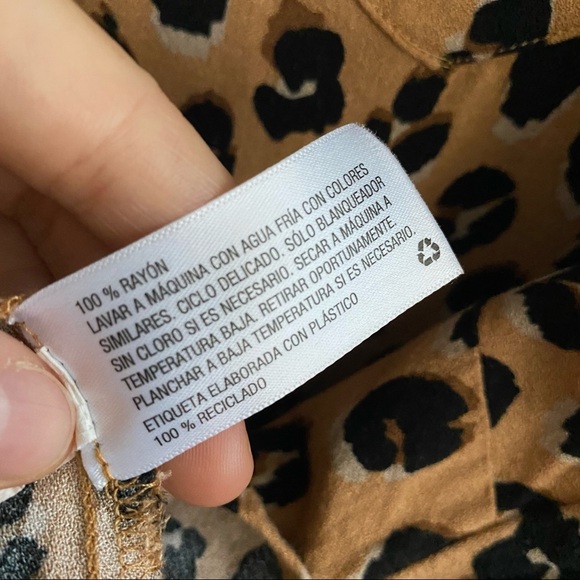 100 % RAYÓN
LAVAR A MÁQUINA CON AGUA FRÍA CON COLORES
SIMILARES. CICLO DELICADO. SÓLO BLANQUEADOR
SIN CLORO SI ES NECESARIO. SECAR A MÁQUINA A
TEMPERATURA BAJA. RETIRAR OPORTUNAMENTE.
PLANCHAR A BAJA TEMPERATURA SI ES NECESARIO.
ETIQUETA ELABORADA CON PLÁSTICO
100 % RECICLADO